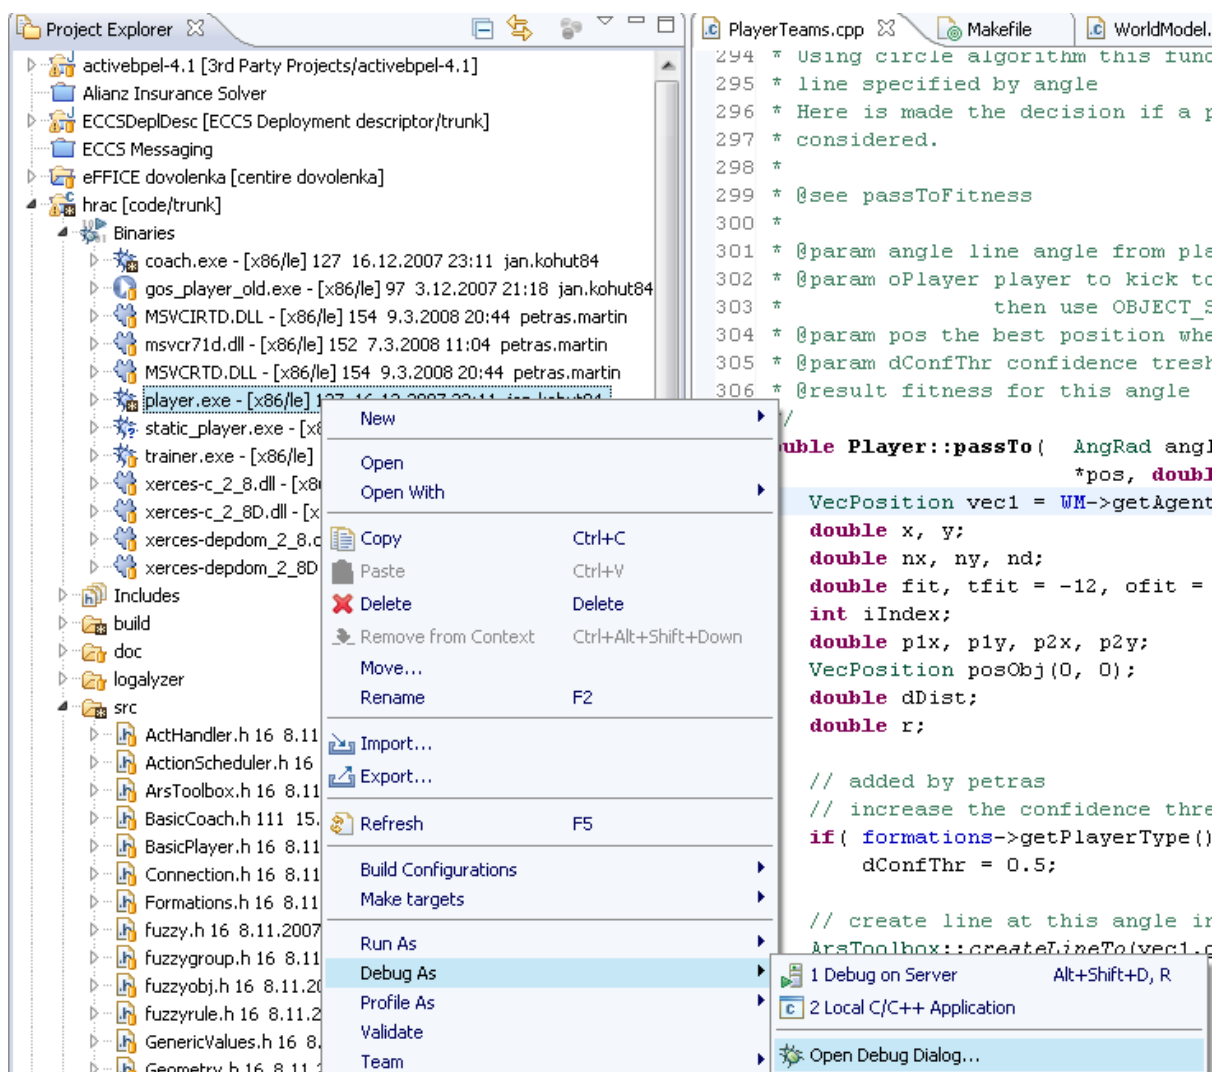 Project Explorer
activebpel-4.1 [3rd Party Projects/activebpel-4.1]
Alianz Insurance Solver
ECCSDeplDesc [ECCS Deployment descriptor/trunk]
ECCS Messaging
eFFICE dovolenka [centire dovolenka]
hrac [code/trunk]
Binaries
coach.exe - [x86/le] 127 16.12.2007 23:11 jan.kohut84
gos_player_old.exe - [x86/le] 97 3.12.2007 21:18 jan.kohut84
MSVCIRTD.DLL - [x86/le] 154 9.3.2008 20:44 petras.martin
msvcr71d.dll - [x86/le] 152 7.3.2008 11:04 petras.martin
MSVCRTD.DLL - [x86/le] 154 9.3.2008 20:44 petras.martin
player.exe - [x86/le] 127 16.12.2007 23:11 jan.kohut84
static_player.exe - [x8
trainer.exe - [x86/le]
xerces-c_2_8.dll - [x8
xerces-c_2_8D.dll - [x
xerces-depdom_2_8.d
xerces-depdom_2_8D
Includes
build
doc
logalyzer
src
ActHandler.h 16 8.11
ActionScheduler.h 16
ArsToolbox.h 16 8.11
BasicCoach.h 111 15.
BasicPlayer.h 16 8.11
Connection.h 16 8.11
Formations.h 16 8.11
fuzzy.h 16 8.11.2007
fuzzygroup.h 16 8.11
fuzzyobj.h 16 8.11.20
fuzzyrule.h 16 8.11.2
GenericValues.h 16 8.
Geometry.h 16 8.11.2
New
Open
Open With
Copy Ctrl+C
Paste Ctrl+V
Delete Delete
Remove from Context Ctrl+Alt+Shift+Down
Move...
Rename F2
Import...
Export...
Refresh F5
Build Configurations
Make targets
Run As
Debug As
Profile As
Validate
Team
1 Debug on Server Alt+Shift+D, R
2 Local C/C++ Application
Open Debug Dialog...
PlayerTeams.cpp Makefile WorldModel.
294 * Using circle algorithm this func
295 * line specified by angle
296 * Here is made the decision if a p
297 * considered.
298 *
299 * @see passToFitness
300 *
301 * @param angle line angle from pla
302 * @param oPlayer player to kick to
303 * then use OBJECT_S
304 * @param pos the best position whe
305 * @param dConfThr confidence tresh
306 * @result fitness for this angle
/
uble Player::passTo( AngRad angl
*pos, doubl
VecPosition vec1 = WM->getAgent
double x, y;
double nx, ny, nd;
double fit, tfit = -12, ofit =
int iIndex;
double p1x, p1y, p2x, p2y;
VecPosition posObj(0, 0);
double dDist;
double r;
// added by petras
// increase the confidence thre
if( formations->getPlayerType()
dConfThr = 0.5;
// create line at this angle in
ArsToolbox::createLineTo(vec1.g